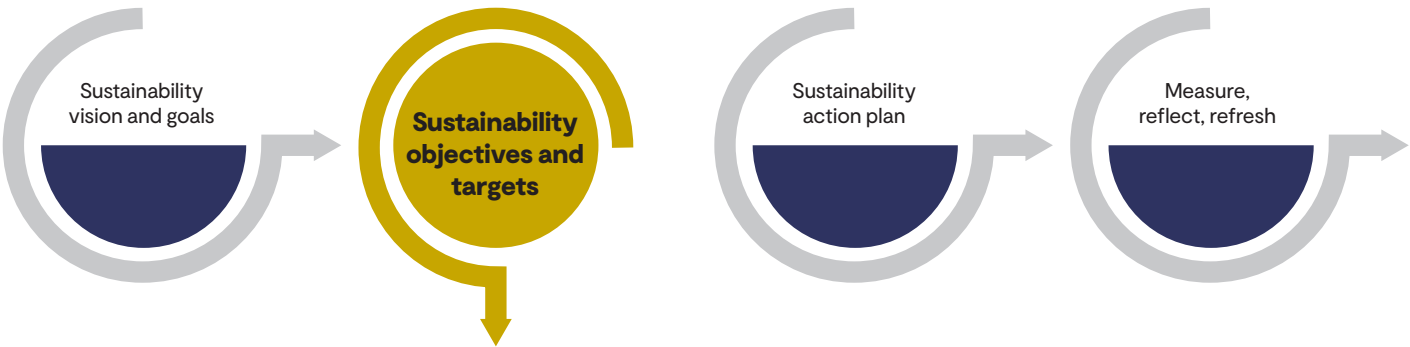 Sustainability
vision and goals
Sustainability
objectives and
targets
Sustainability
action plan
Measure,
reflect, refresh